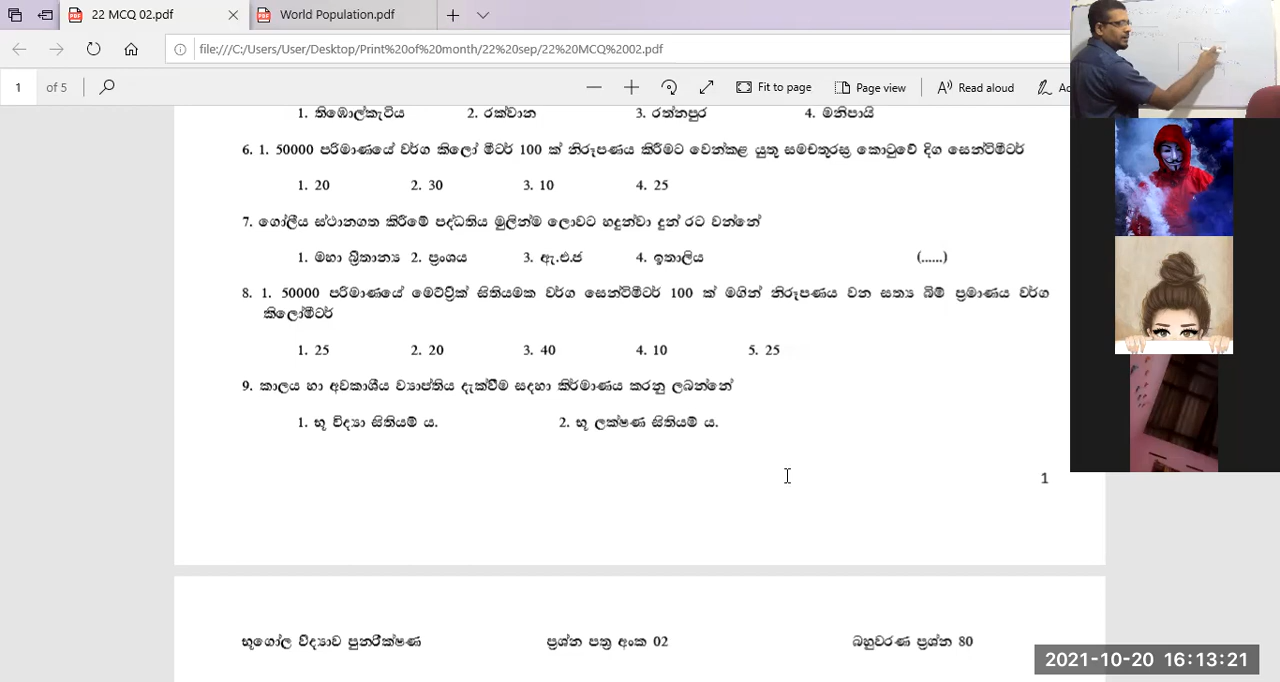 22 MCQ 02.pdf
World Population.pdf
file:///C:/Users/User/Desktop/Print%20of%20month/22%20sep/22%20MCQ%2002.pdf
1 of 5
Fit to page
Page view
Read aloud
1. තිඹොල්කැටිය 2. රක්වාන 3. රත්නපුර 4. මනිපායි
6. 1. 50000 පරිමාණයේ වර්ග කිලෝ මීටර් 100 ක් නිරූපණය කිරීමට වෙන්කළ යුතූ සමචතූරස්‍ර කොටුවේ දිග සෙන්ටිමීටර්
1. 20 2. 30 3. 10 4. 25
7. ගෝලීය ස්ථානගත කිරීමේ පද්ධතිය මුලින්ම ලොවට හදුන්වා දුන් රට වන්නේ
1. මහා බ්‍රිතාන්‍ය 2. ප්‍රංශය 3. ඇ.එ.ජ 4. ඉතාලිය (......)
8. 1. 50000 පරිමාණයේ මෙට්ට්‍රික් සිතියමක වර්ග සෙන්ටිමීටර් 100 ක් මගින් නිරූපණය වන සත්‍ය බිම් ප්‍රමාණය වර්ග
කිලෝමීටර්
1. 25 2. 20 3. 40 4. 10 5. 25
9. කාලය හා අවකාශීය ව්‍යාප්තිය දැක්වීම සඳහා කිර්මාණය කරනු ලබන්නේ
1. භූ විද්‍යා සිතියම් ය. 2. භූ ලක්ෂණ සිතියම් ය.
1
භූගෝල විද්‍යාව පුනරීක්ෂණ ප්‍රශ්න පත්‍ර අංක 02 බහුවරණ ප්‍රශ්න 80
2021-10-20 16:13:21